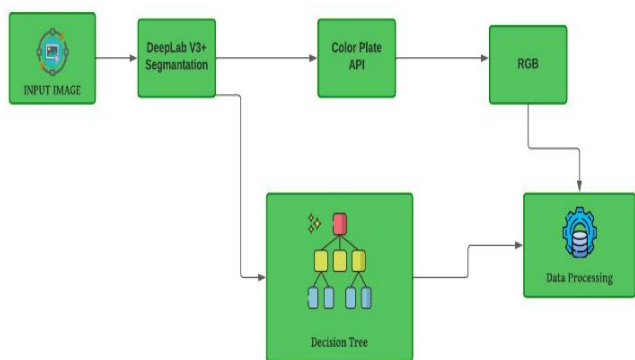 INPUT IMAGE
DeepLab V3+
Segmantation
Color Plate
API
RGB
Decision Tree
Data Processing